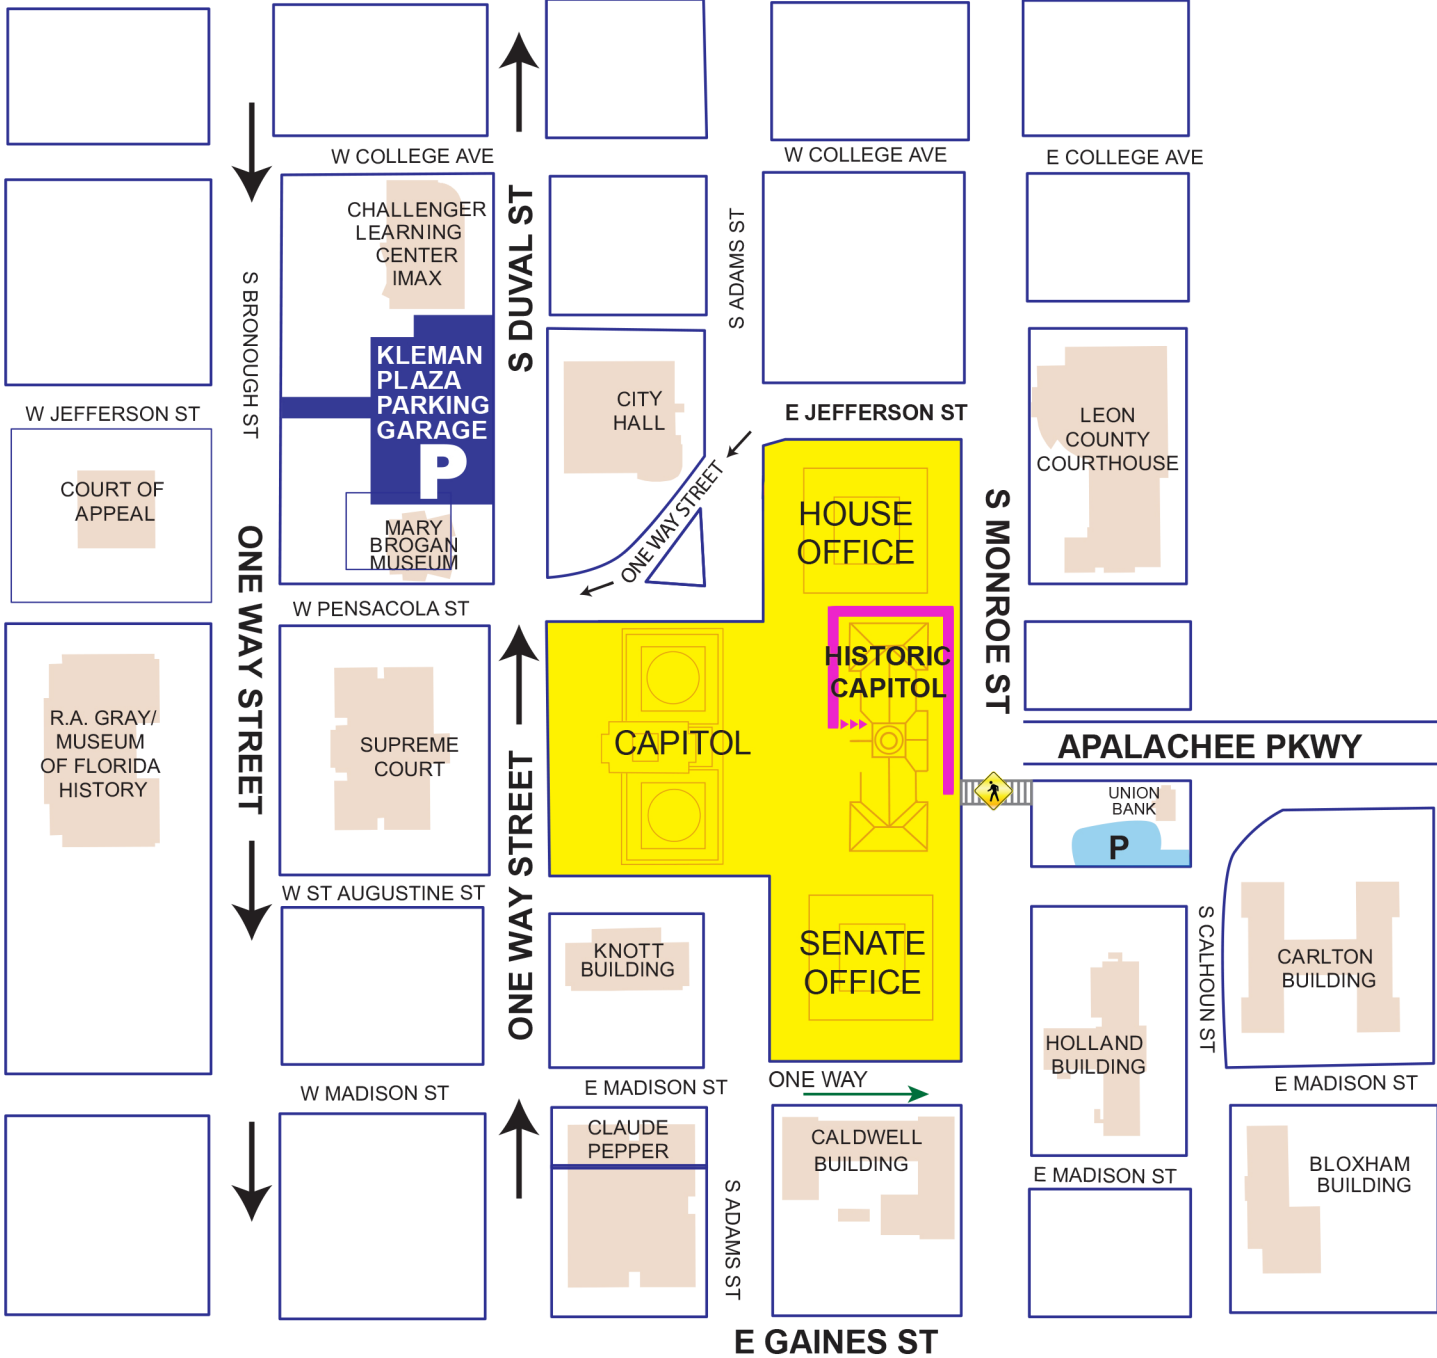 W COLLEGE AVE
W COLLEGE AVE
E COLLEGE AVE
CHALLENGER
LEARNING
CENTER
IMAX
S DUVAL ST
S ADAMS ST
S BRONOUGH ST
KLEMAN
PLAZA
PARKING
GARAGE
P
CITY
HALL
W JEFFERSON ST
E JEFFERSON ST
LEON
COUNTY
COURTHOUSE
COURT OF
APPEAL
ONE WAY STREET
HOUSE
OFFICE
S MONROE ST
MARY
BROGAN
MUSEUM
ONE WAY STREET
W PENSACOLA ST
HISTORIC
CAPITOL
R.A. GRAY/
MUSEUM
OF FLORIDA
HISTORY
SUPREME
COURT
CAPITOL
APALACHEE PKWY
ONE WAY STREET
UNION
BANK
P
W ST AUGUSTINE ST
KNOTT
BUILDING
SENATE
OFFICE
S CALHOUN ST
CARLTON
BUILDING
HOLLAND
BUILDING
W MADISON ST
E MADISON ST
ONE WAY
E MADISON ST
CLAUDE
PEPPER
CALDWELL
BUILDING
E MADISON ST
BLOXHAM
BUILDING
S ADAMS ST
E GAINES ST